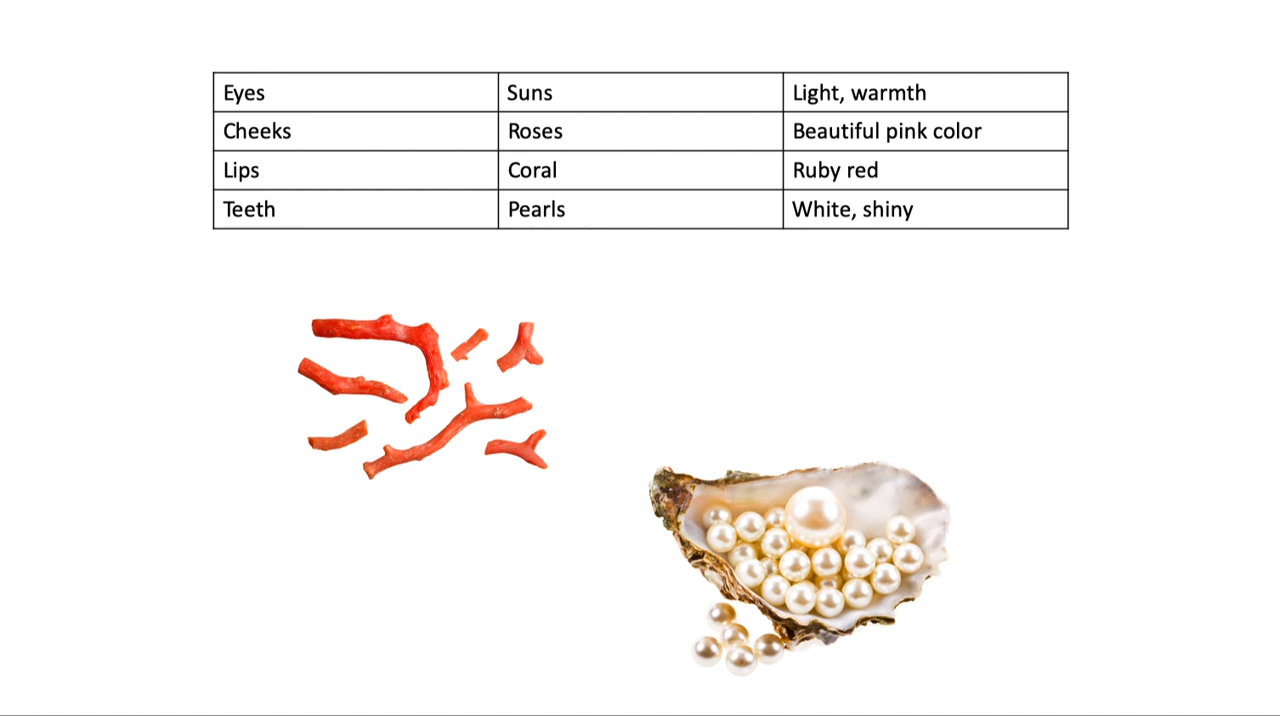 Eyes Suns Light, warmth
Cheeks Roses Beautiful pink color
Lips Coral Ruby red
Teeth Pearls White, shiny